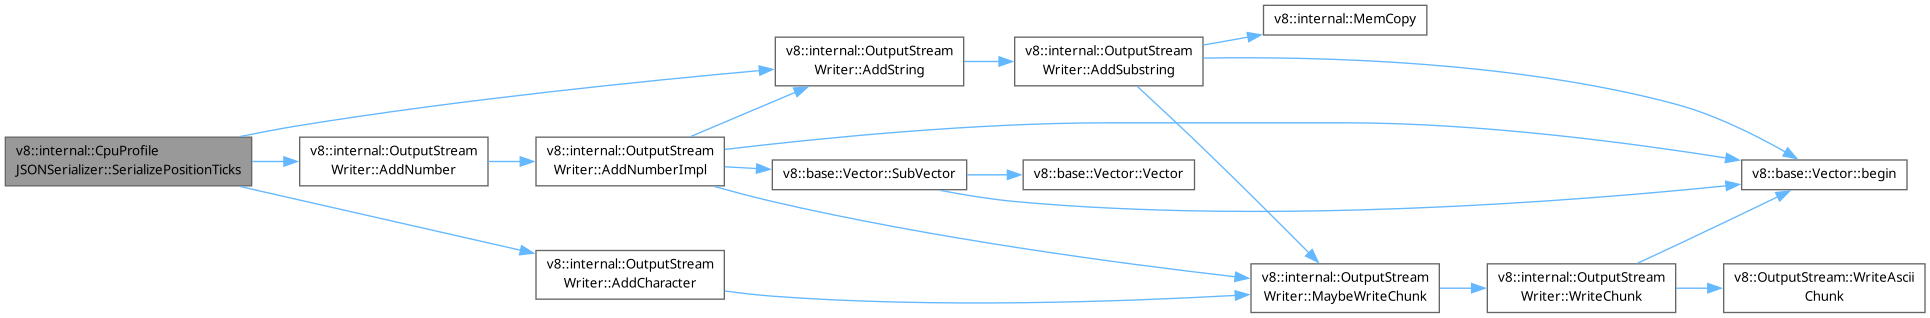 v8::internal::CpuProfile
JSONSerializer::SerializePositionTicks
v8::internal::OutputStream
Writer::AddNumber
v8::internal::OutputStream
Writer::AddNumberImpl
v8::internal::OutputStream
Writer::AddString
v8::internal::OutputStream
Writer::AddSubstring
v8::internal::MemCopy
v8::base::Vector::SubVector
v8::base::Vector::Vector
v8::base::Vector::begin
v8::internal::OutputStream
Writer::AddCharacter
v8::internal::OutputStream
Writer::MaybeWriteChunk
v8::internal::OutputStream
Writer::WriteChunk
v8::OutputStream::WriteAscii
Chunk